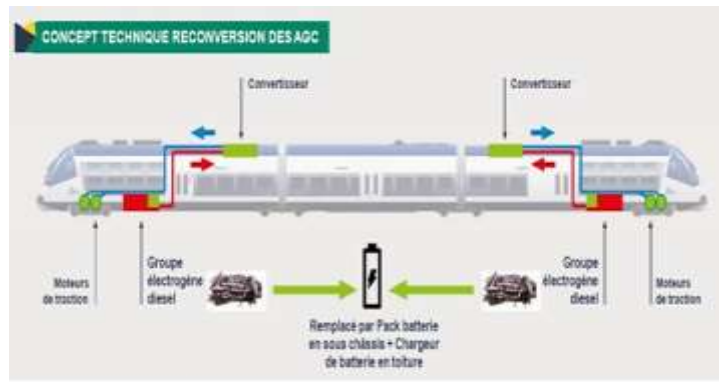 CONCEPT TECHNIQUE RECONVERSION DES AGC
Convertisseur
Convertisseur
Moteurs
de traction
Groupe
électrogène
diesel
Remplacé par Pack batterie
en sous châssis + Chargeur
de batterie en toiture
Groupe
électrogène
diesel
Moteurs
de traction